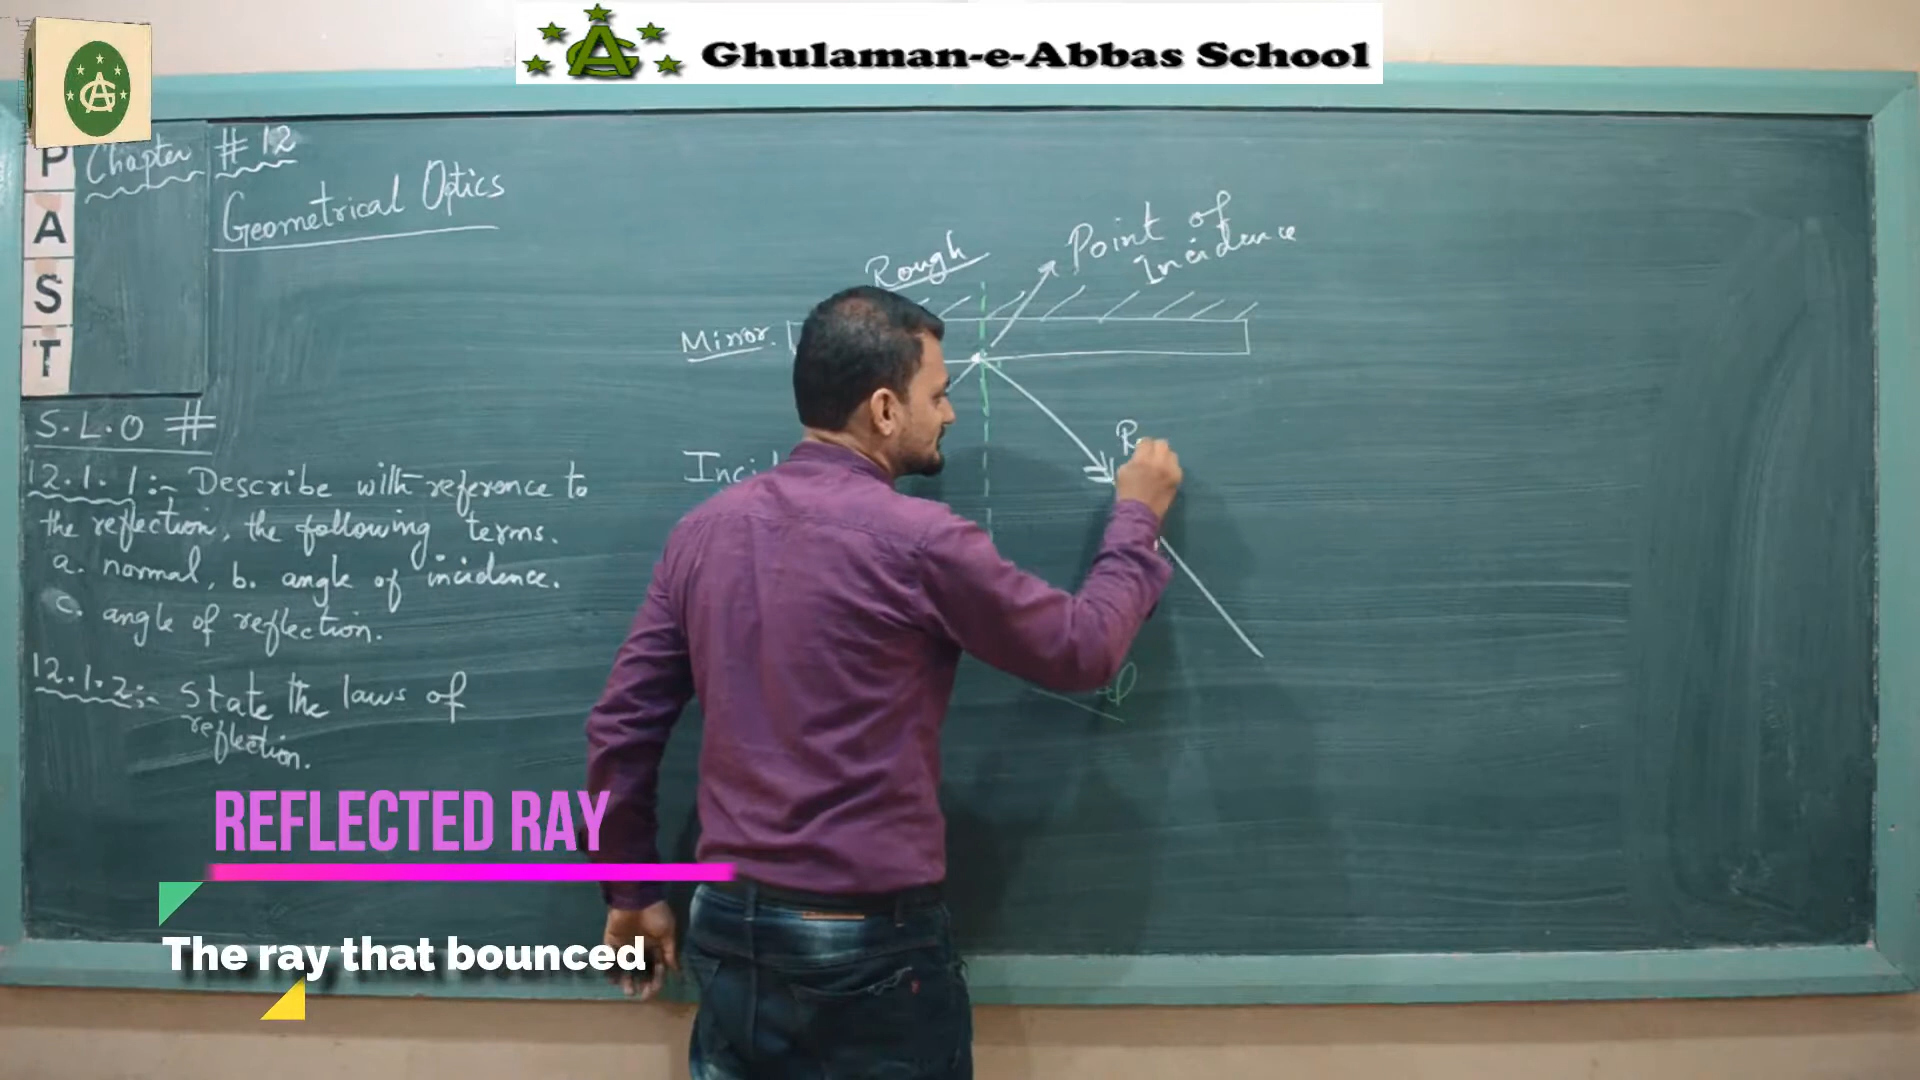 Ghulaman-e-Abbas School
P
A
S
T
Chapter # 12
Geometrical Optics
S.L.O #
12.1.1:- Describe with reference to
the reflection, the following terms.
a. normal, b. angle of incidence.
c. angle of reflection.
12.1.2:- State the laws of
reflection.
Rough
Point of
Incidence
Mirror.
Inci
R
REFLECTED RAY
The ray that bounced